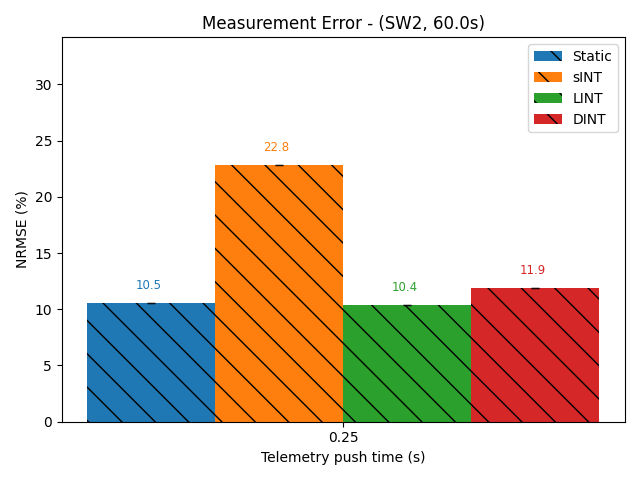 Measurement Error - (SW2, 60.0s)
Static
sINT
LINT
DINT
NRMSE (%)
30
25
20
15
10
5
0
10.5
22.8
10.4
11.9
0.25
Telemetry push time (s)